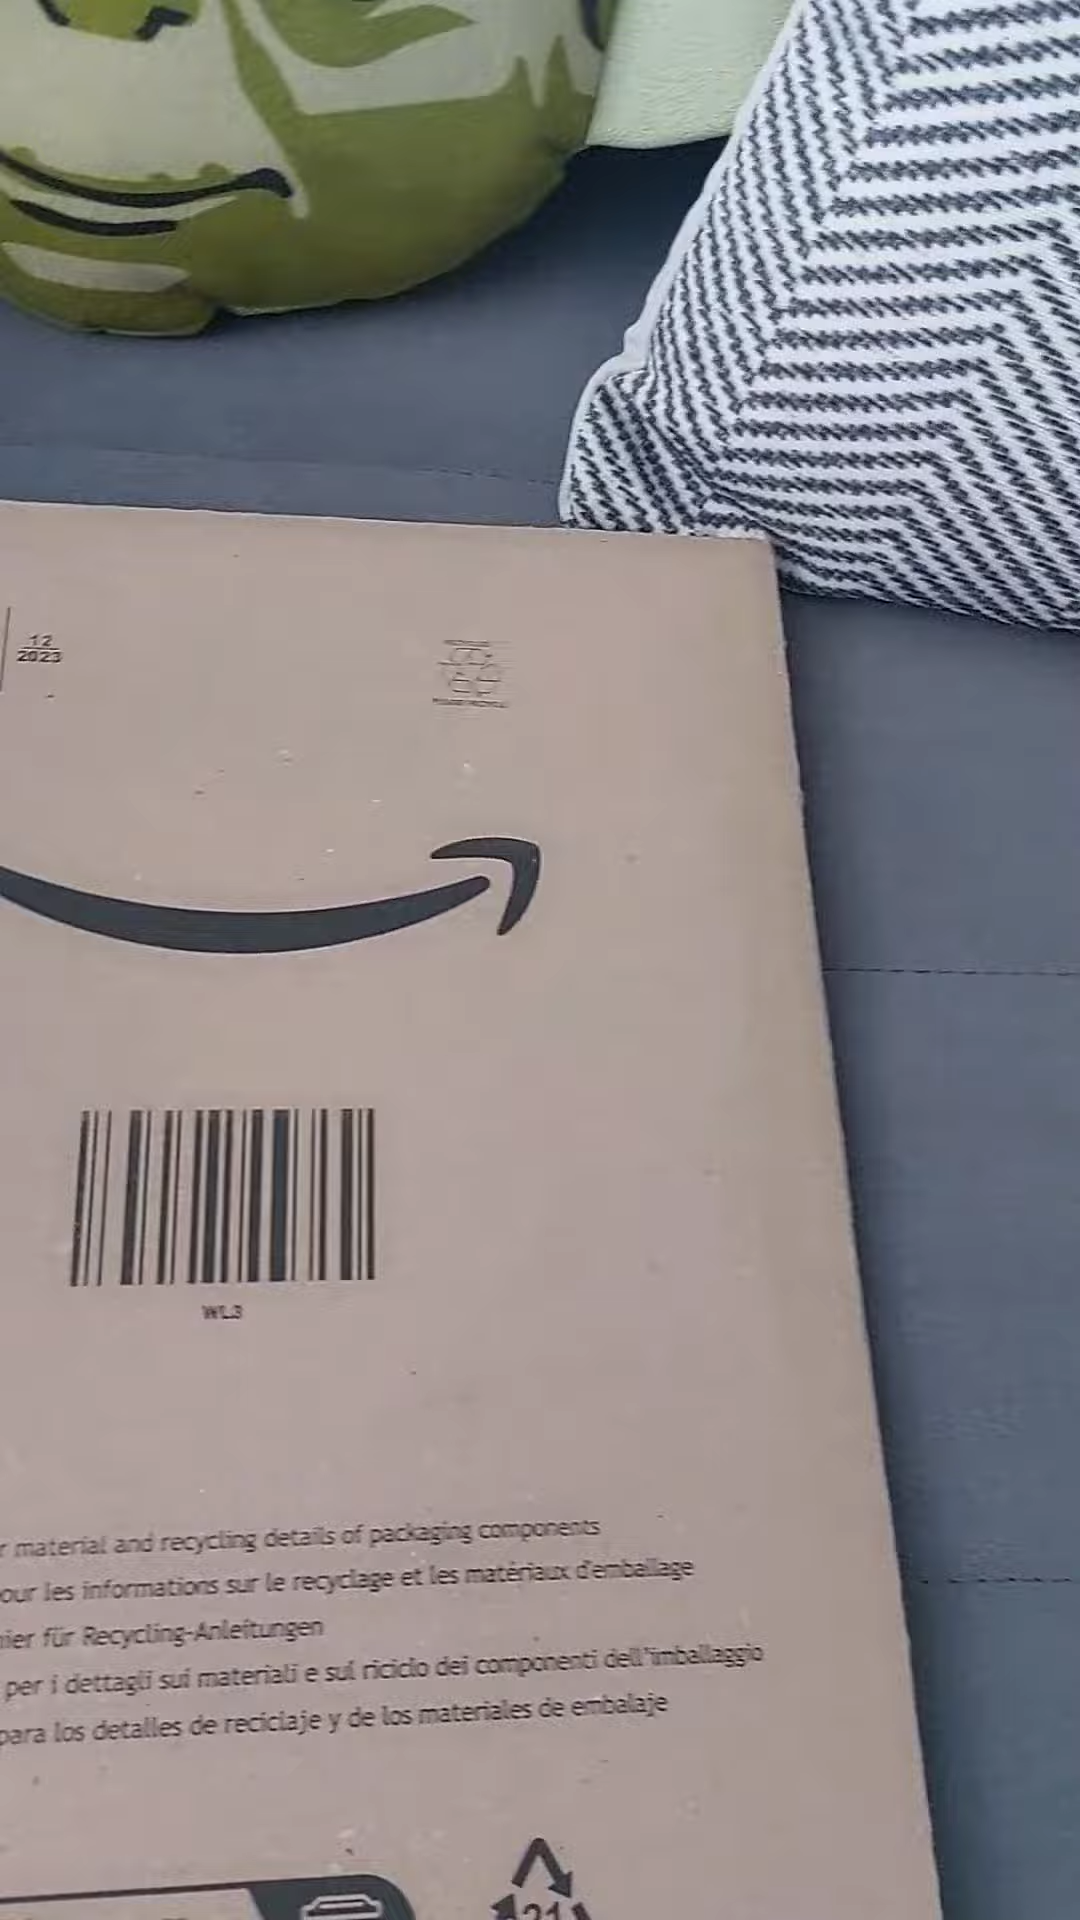 12
2023
WL3
material and recycling details of packaging components
les informations sur le recyclage et les matériaux d'emballage
für Recycling-Anleitungen
per i dettagli sui materiali e sul riciclo dei componenti dell'imballaggio
para los detalles de reciclaje y de los materiales de embalaje
21